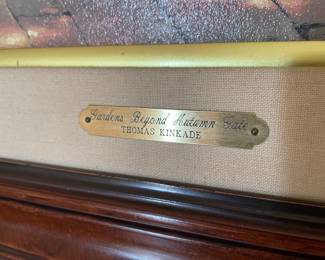 Gardens Beyond Autumn Gate
THOMAS KINKADE